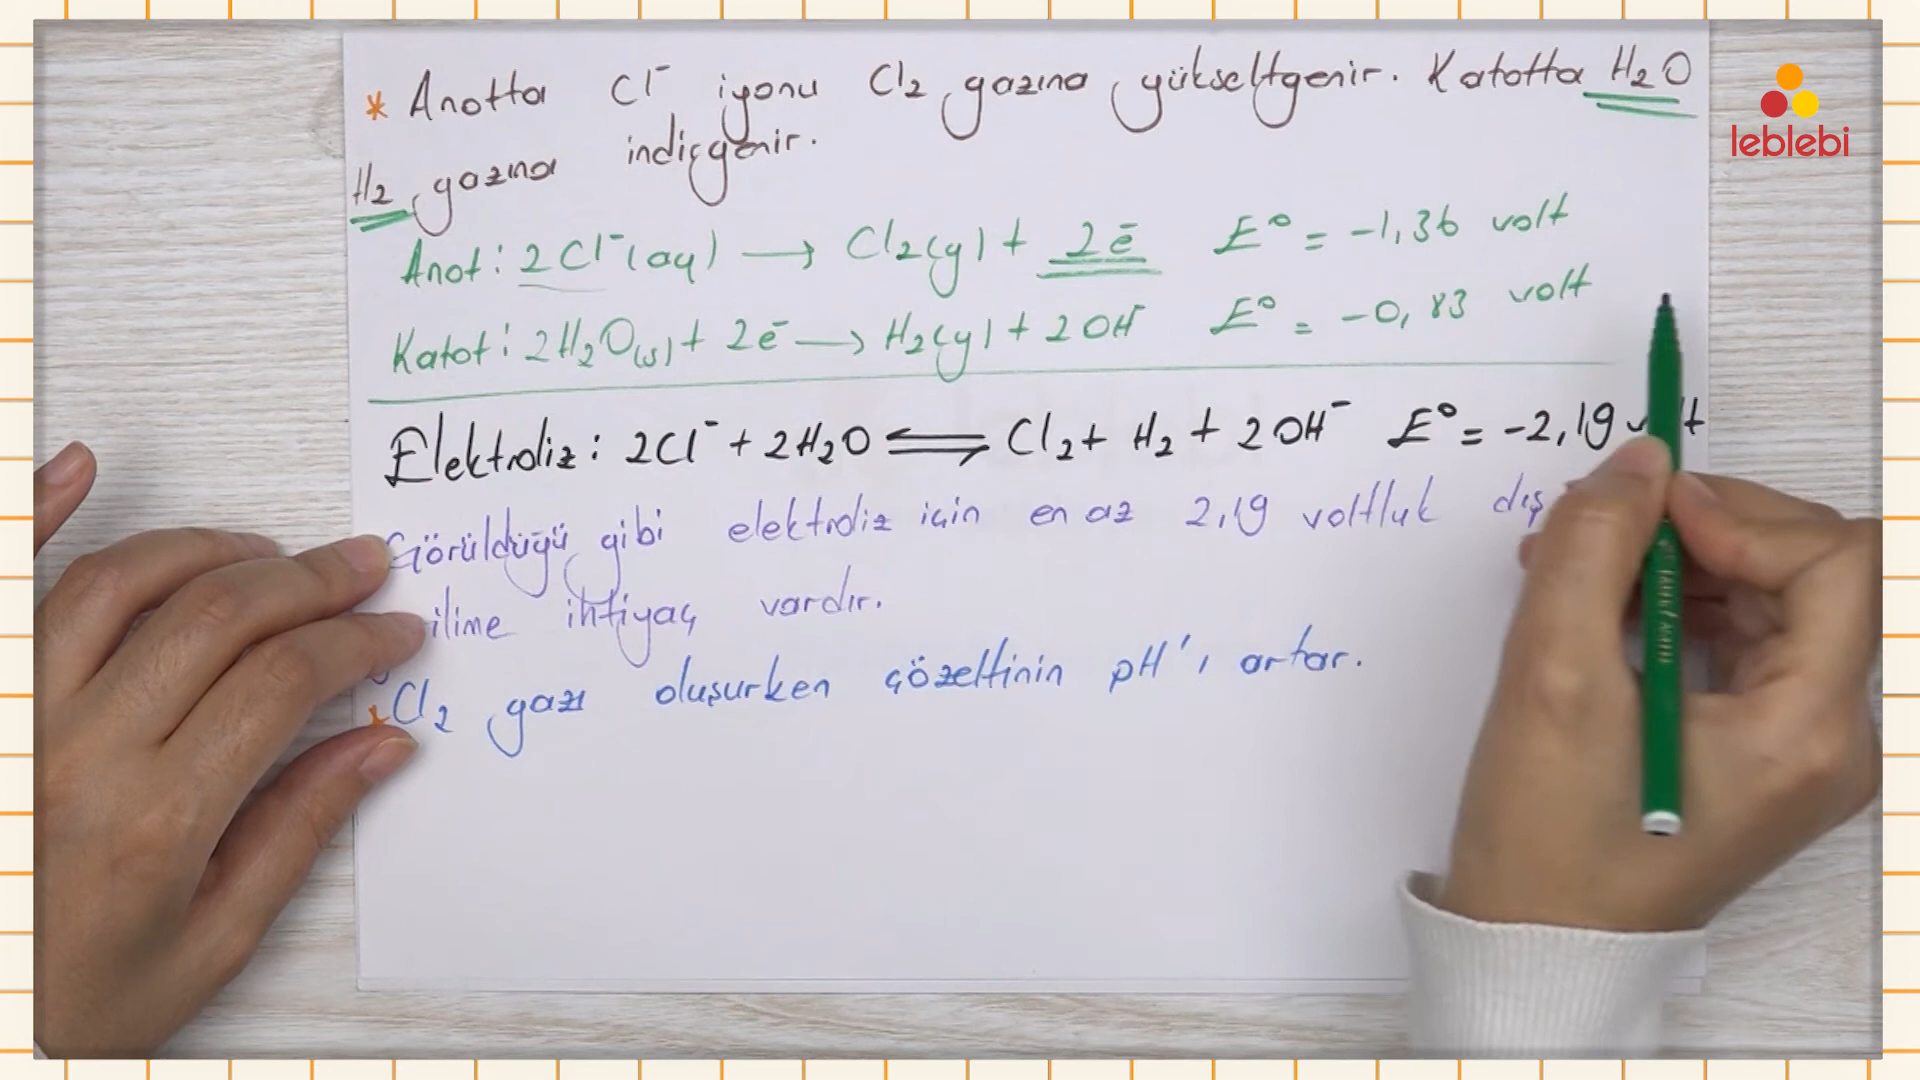 * Anotta Cl⁻ iyonu Cl₂ gazına yükseltgenir. Katotta H₂O
leblebi
H₂ gazına indirgenir.
Anot: 2Cl⁻(aq) → Cl₂(g) + 2ē E° = -1,36 volt
Katot: 2H₂O(s) + 2ē → H₂(g) + 2OH⁻ E° = -0,83 volt
Elektroliz: 2Cl⁻ + 2H₂O ⇌ Cl₂ + H₂ + 2OH⁻ E° = -2,19
Görüldüğü gibi elektroliz için en az 2,19 voltluk dış
ihtiyaç vardır.
* Cl₂ gazı oluşurken çözeltinin pH'ı artar.